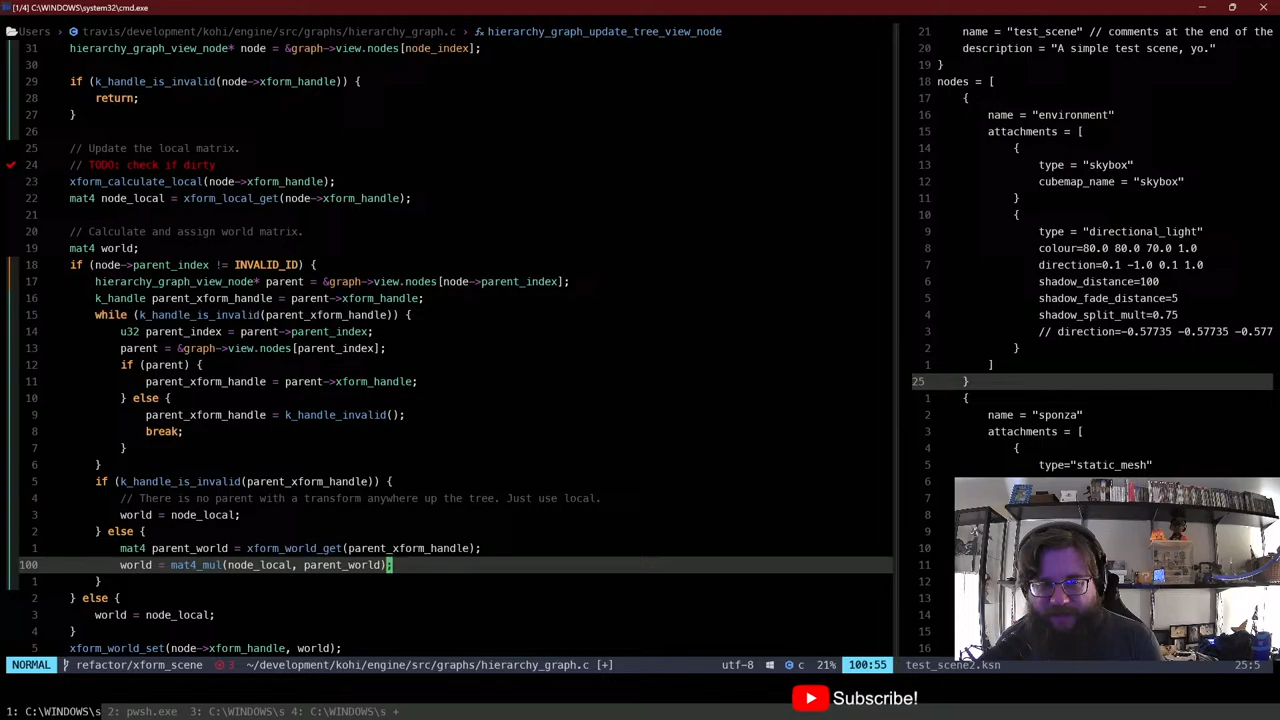 [1/4] C:\WINDOWS\system32\cmd.exe
Users travis/development/kohi/engine/src/graphs/hierarchy_graph.c hierarchy_graph_update_tree_view_node
31 hierarchy_graph_view_node* node = &graph->view.nodes[node_index];
30
29 if (k_handle_is_invalid(node->xform_handle)) {
28 return;
27 }
26
25 // Update the local matrix.
24 // TODO: check if dirty
23 xform_calculate_local(node->xform_handle);
22 mat4 node_local = xform_local_get(node->xform_handle);
21
20 // Calculate and assign world matrix.
19 mat4 world;
18 if (node->parent_index != INVALID_ID) {
17 hierarchy_graph_view_node* parent = &graph->view.nodes[node->parent_index];
16 k_handle parent_xform_handle = parent->xform_handle;
15 while (k_handle_is_invalid(parent_xform_handle)) {
14 u32 parent_index = parent->parent_index;
13 parent = &graph->view.nodes[parent_index];
12 if (parent) {
11 parent_xform_handle = parent->xform_handle;
10 } else {
9 parent_xform_handle = k_handle_invalid();
8 break;
7 }
6 }
5 if (k_handle_is_invalid(parent_xform_handle)) {
4 // There is no parent with a transform anywhere up the tree. Just use local.
3 world = node_local;
2 } else {
1 mat4 parent_world = xform_world_get(parent_xform_handle);
100 world = mat4_mul(node_local, parent_world);
1 }
2 } else {
3 world = node_local;
4 }
5 xform_world_set(node->xform_handle, world);
NORMAL refactor/xform_scene 3 ~/development/kohi/engine/src/graphs/hierarchy_graph.c [+] utf-8 c 21% 100:55
21 name = "test_scene" // comments at the end of the
20 description = "A simple test scene, yo."
19 }
18 nodes = [
17 {
16 name = "environment"
15 attachments = [
14 {
13 type = "skybox"
12 cubemap_name = "skybox"
11 }
10 {
9 type = "directional_light"
8 colour=80.0 80.0 70.0 1.0
7 direction=0.1 -1.0 0.1 1.0
6 shadow_distance=100
5 shadow_fade_distance=5
4 shadow_split_mult=0.75
3 // direction=-0.57735 -0.57735 -0.577
2 }
1 ]
25 }
1 {
2 name = "sponza"
3 attachments = [
4 {
5 type="static_mesh"
6
7
8
9
10
11
12
13
14
15
16
test_scene2.ksn 25:5
Subscribe!
1: C:\WINDOWS\s 2: pwsh.exe 3: C:\WINDOWS\s 4: C:\WINDOWS\s +